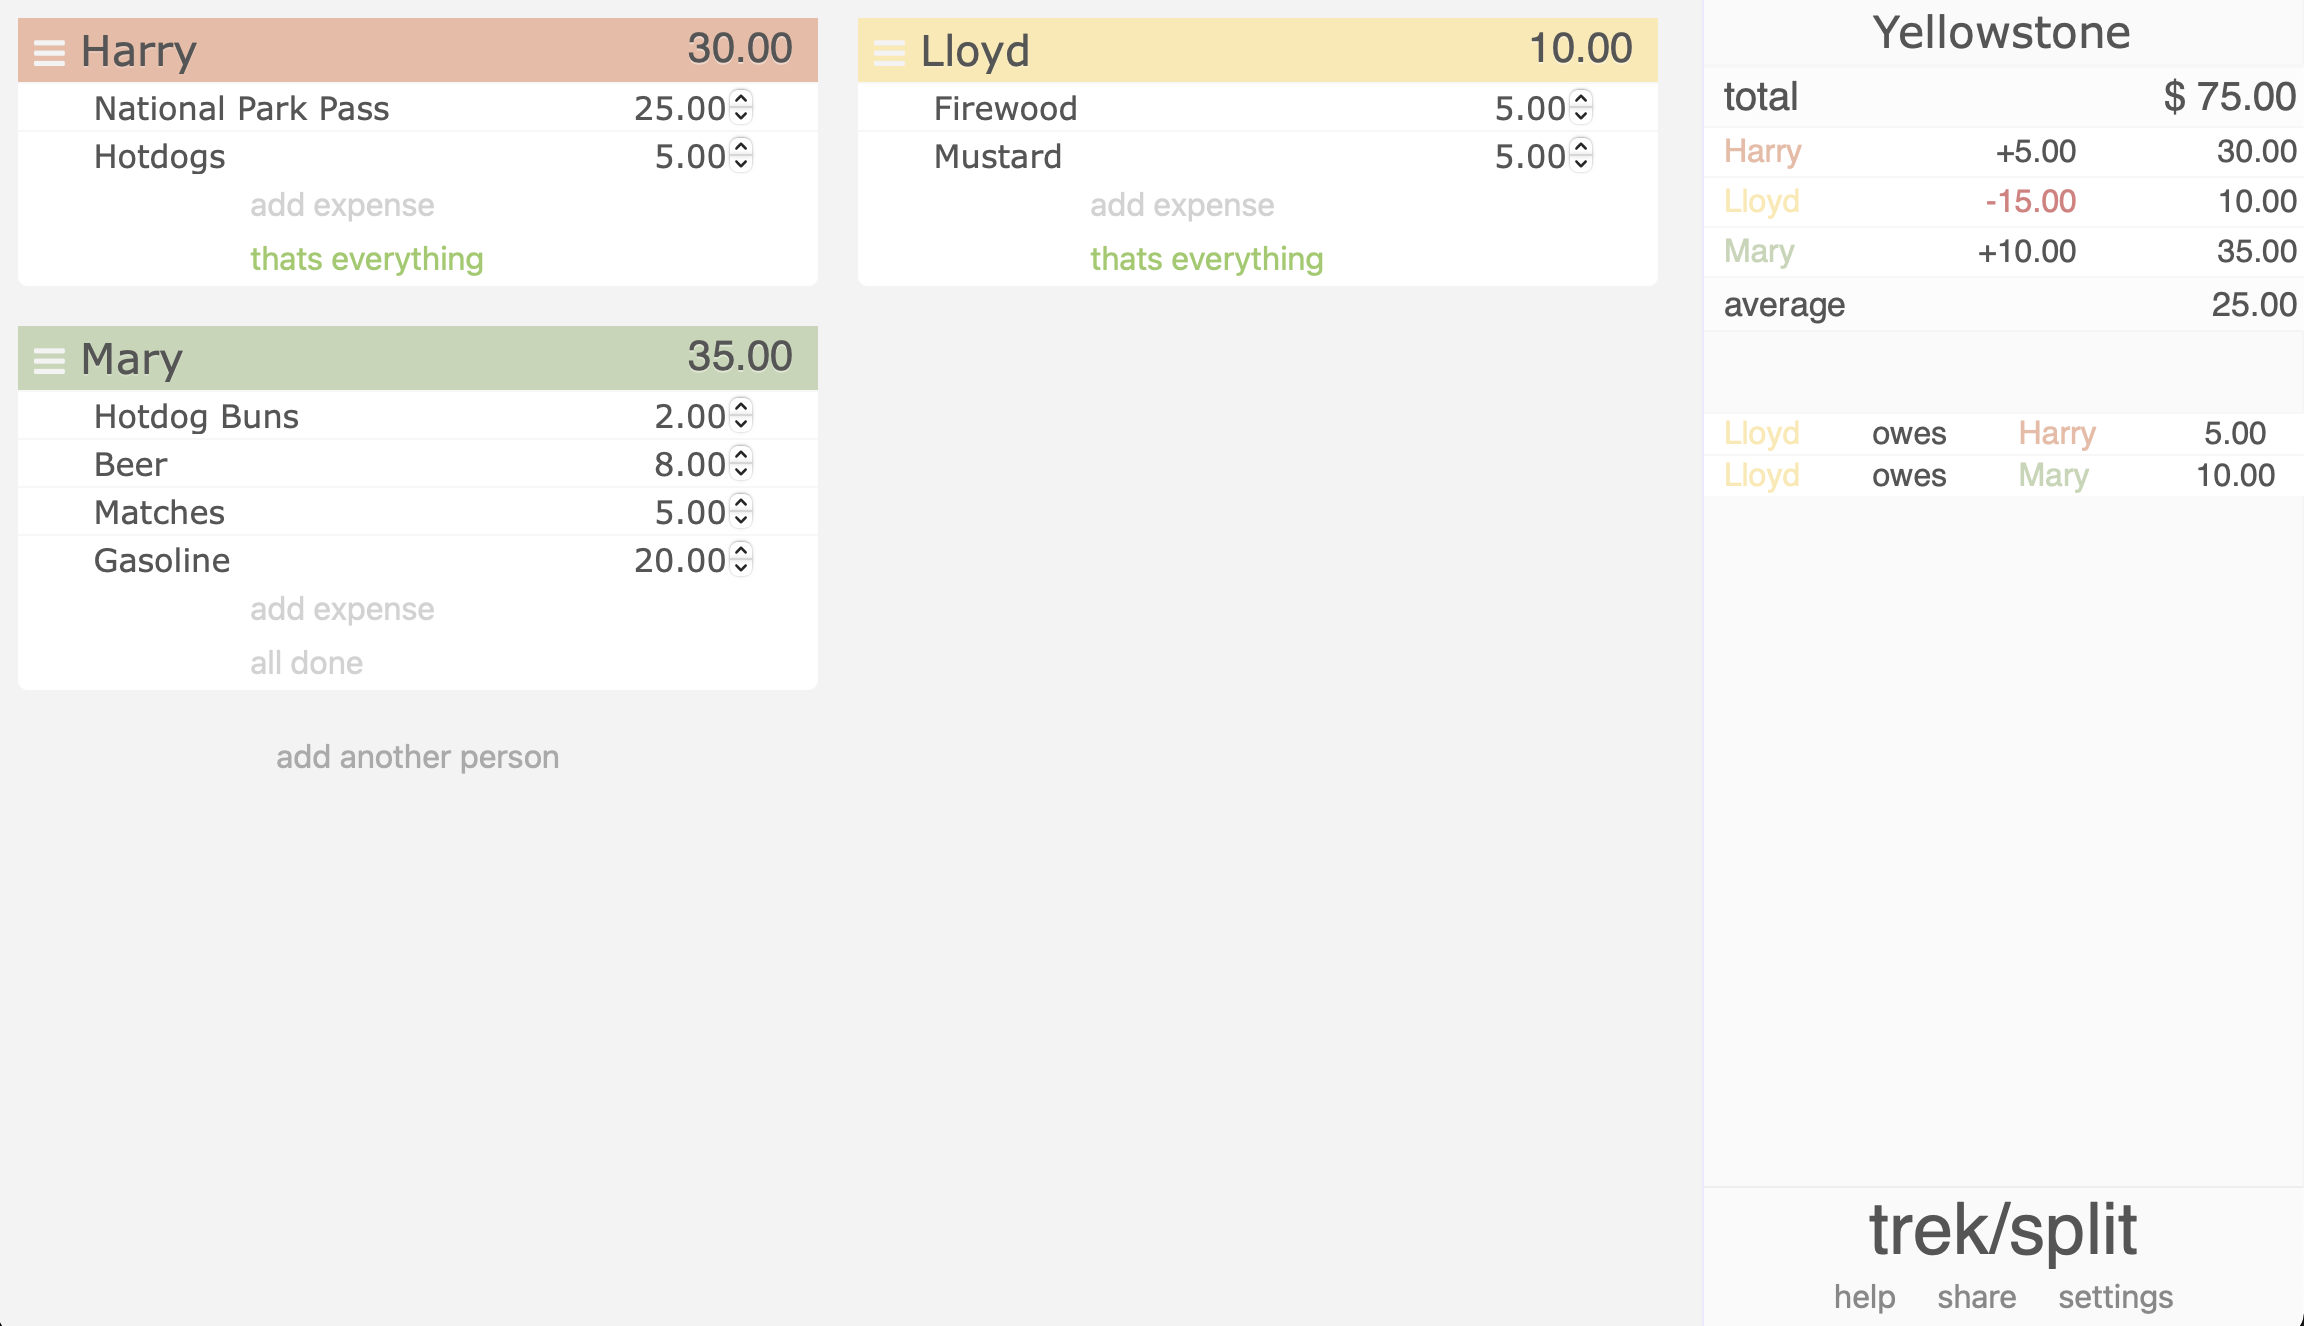 Harry 30.00
National Park Pass 25.00
Hotdogs 5.00
add expense
thats everything
Lloyd 10.00
Firewood 5.00
Mustard 5.00
add expense
thats everything
Mary 35.00
Hotdog Buns 2.00
Beer 8.00
Matches 5.00
Gasoline 20.00
add expense
all done
add another person
Yellowstone
total $ 75.00
Harry +5.00 30.00
Lloyd -15.00 10.00
Mary +10.00 35.00
average 25.00
Lloyd owes Harry 5.00
Lloyd owes Mary 10.00
trek/split
help share settings